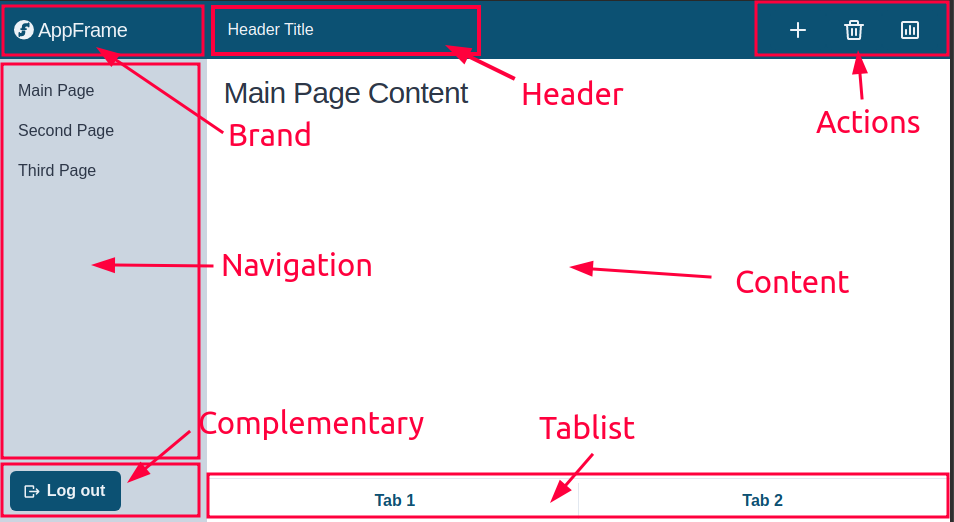 AppFrame
Header Title
Main Page
Second Page
Third Page
Main Page Content
Header
Actions
Brand
Navigation
Content
Complementary
Tablist
Log out
Tab 1
Tab 2